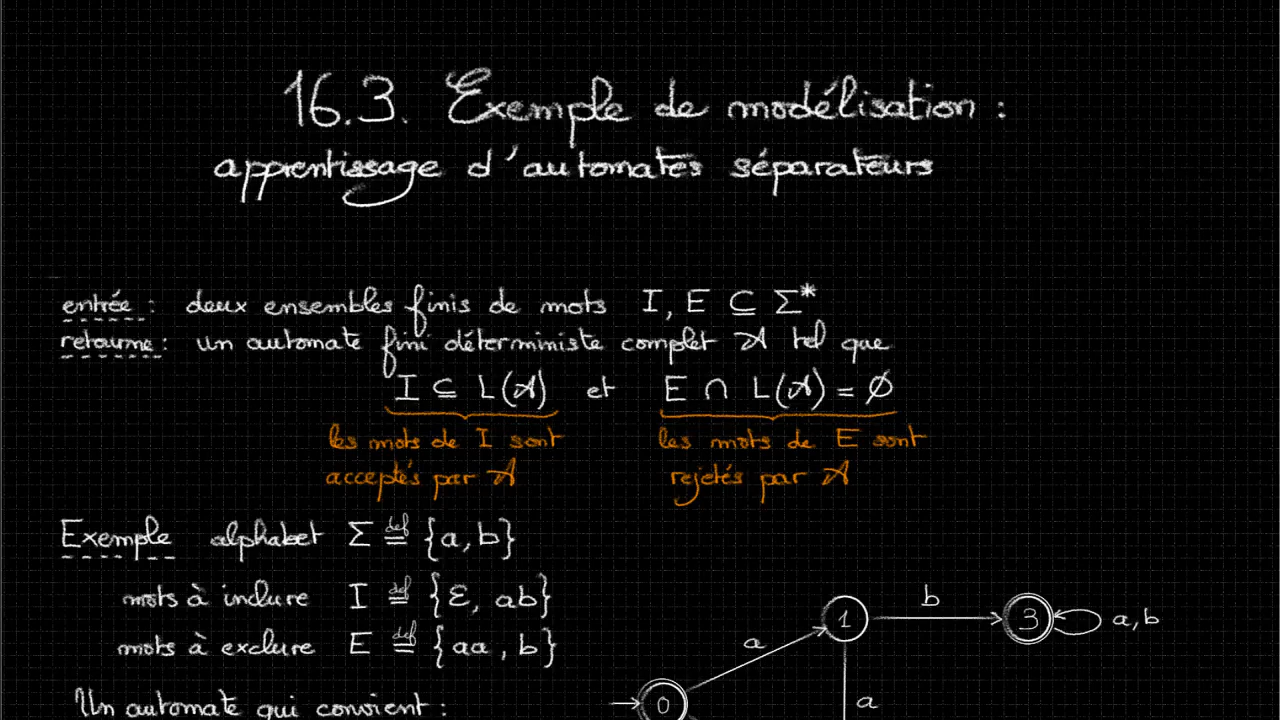 16.3. Exemple de modélisation :
apprentissage d'automates séparateurs
entrée : deux ensembles finis de mots I, E ⊆ Σ*
retourne : un automate fini déterministe complet 𝒜 tel que
I ⊆ L(𝒜) et E ∩ L(𝒜) = ∅
les mots de I sont les mots de E sont
acceptés par 𝒜 rejetés par 𝒜
Exemple alphabet Σ ≝ {a, b}
mots à inclure I ≝ {ε, ab}
mots à exclure E ≝ {aa, b}
Un automate qui convient :
1 b 3 a,b
a
0 a